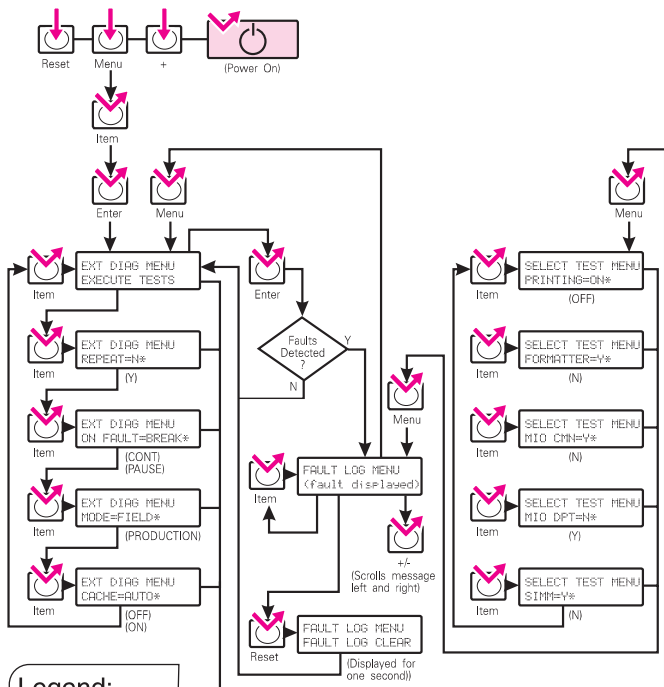 Reset
Menu
+
(Power On)
Item
Enter
Menu
Menu
Item
EXT DIAG MENU
EXECUTE TESTS
Enter
Item
EXT DIAG MENU
REPEAT=N*
(Y)
Item
EXT DIAG MENU
ON FAULT=BREAK*
(CONT)
(PAUSE)
Item
EXT DIAG MENU
MODE=FIELD*
(PRODUCTION)
Item
EXT DIAG MENU
CACHE=AUTO*
(OFF)
(ON)
Faults
Detected
?
Y
N
Menu
Item
FAULT LOG MENU
(fault displayed)
+/-
(Scrolls message
left and right)
Reset
FAULT LOG MENU
FAULT LOG CLEAR
(Displayed for
one second))
Item
SELECT TEST MENU
PRINTING=ON*
(OFF)
Item
SELECT TEST MENU
FORMATTER=Y*
(N)
Item
SELECT TEST MENU
MIO CMN=Y*
(N)
Item
SELECT TEST MENU
MIO DPT=N*
(Y)
Item
SELECT TEST MENU
SIMM=Y*
(N)
Legend: